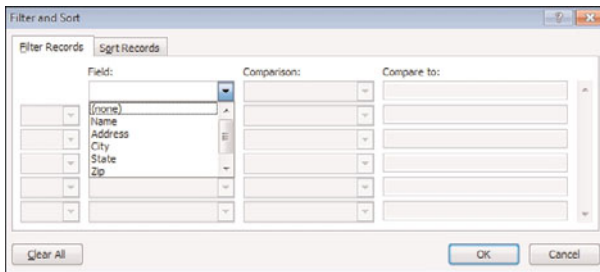 Filter and Sort
Filter Records Sort Records
Field: Comparison: Compare to:
(none)
Name
Address
City
State
Zip
Clear All OK Cancel